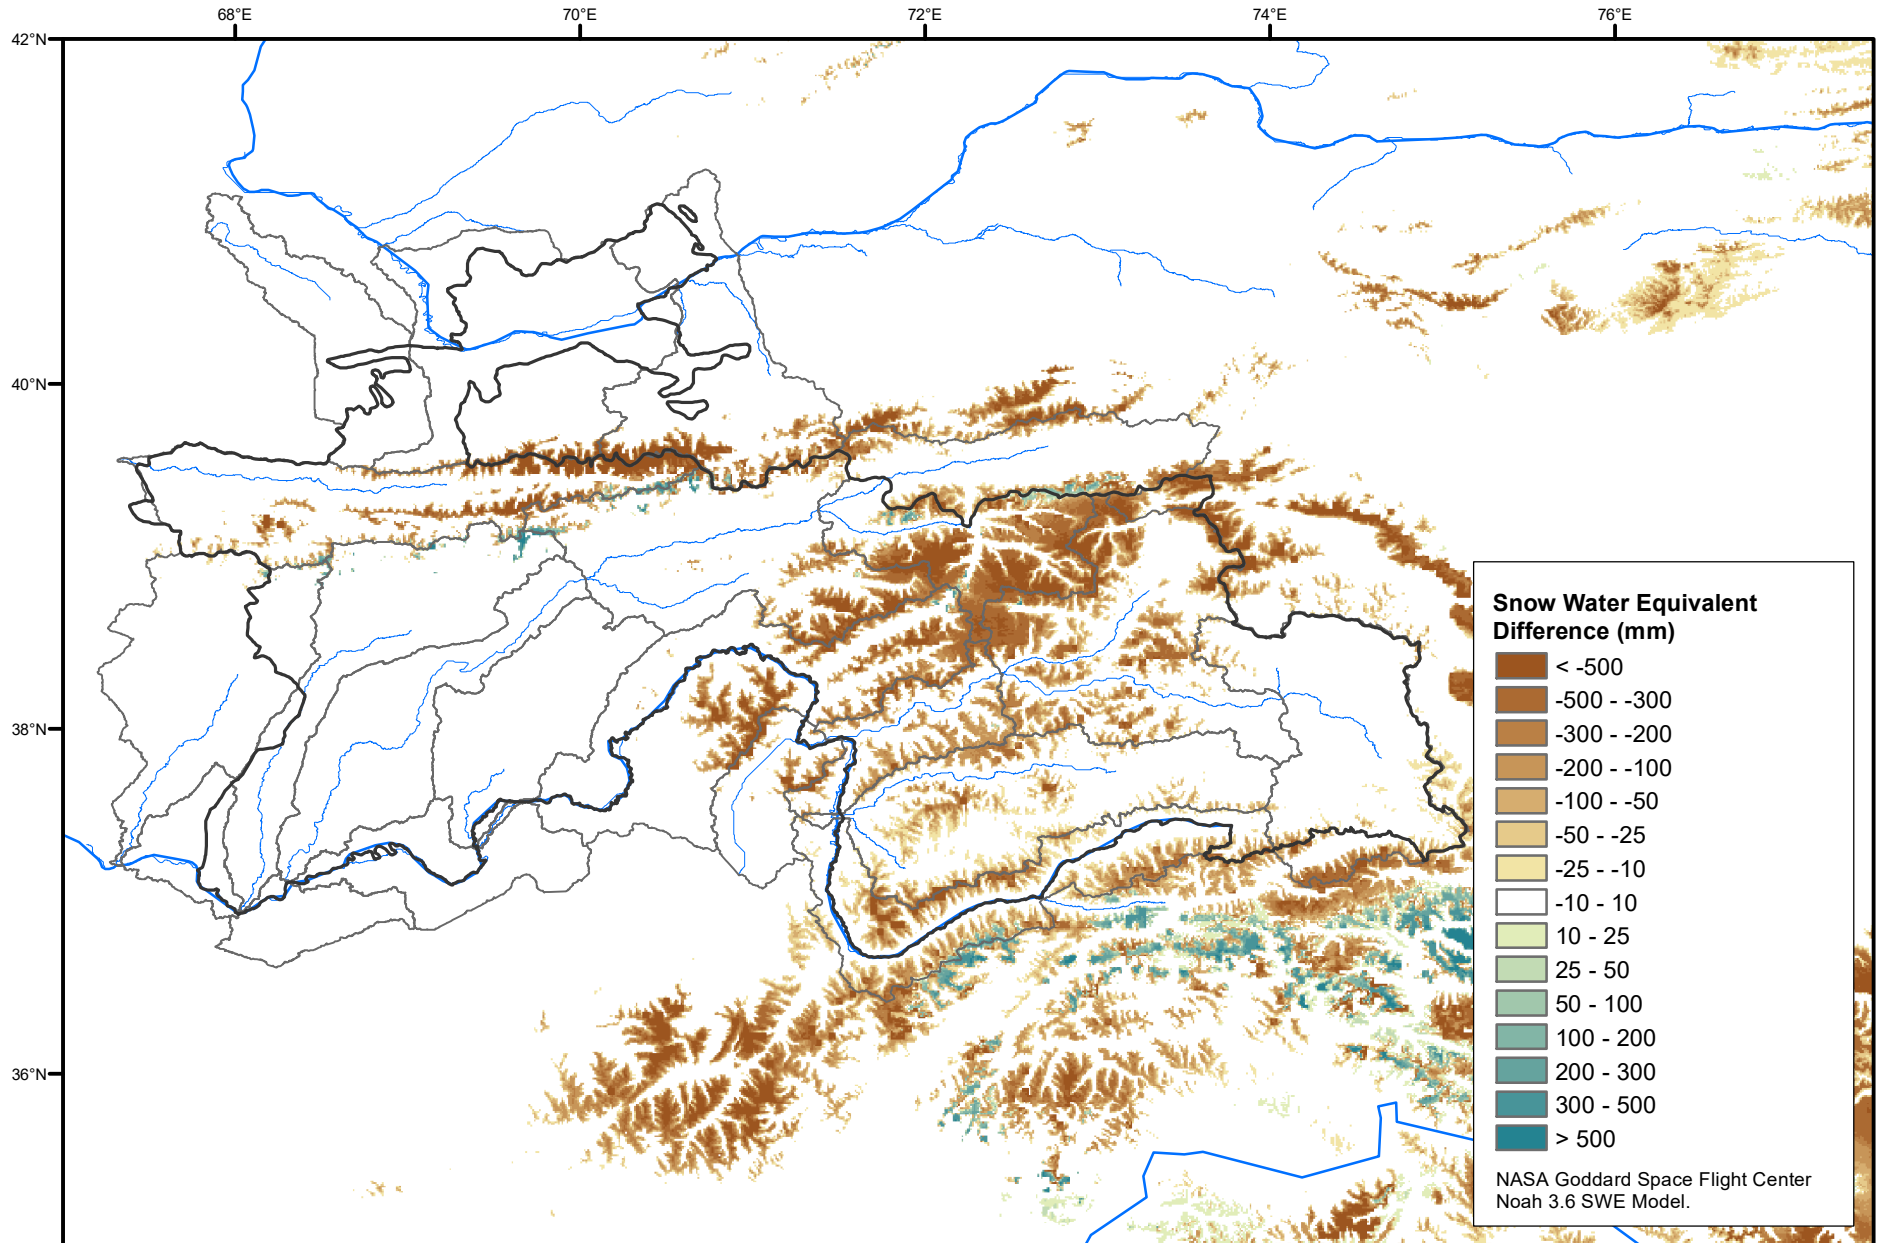 68°E
70°E
72°E
74°E
76°E
42°N
40°N
38°N
36°N
Snow Water Equivalent
Difference (mm)
< -500
-500 - -300
-300 - -200
-200 - -100
-100 - -50
-50 - -25
-25 - -10
-10 - 10
10 - 25
25 - 50
50 - 100
100 - 200
200 - 300
300 - 500
> 500
NASA Goddard Space Flight Center
Noah 3.6 SWE Model.